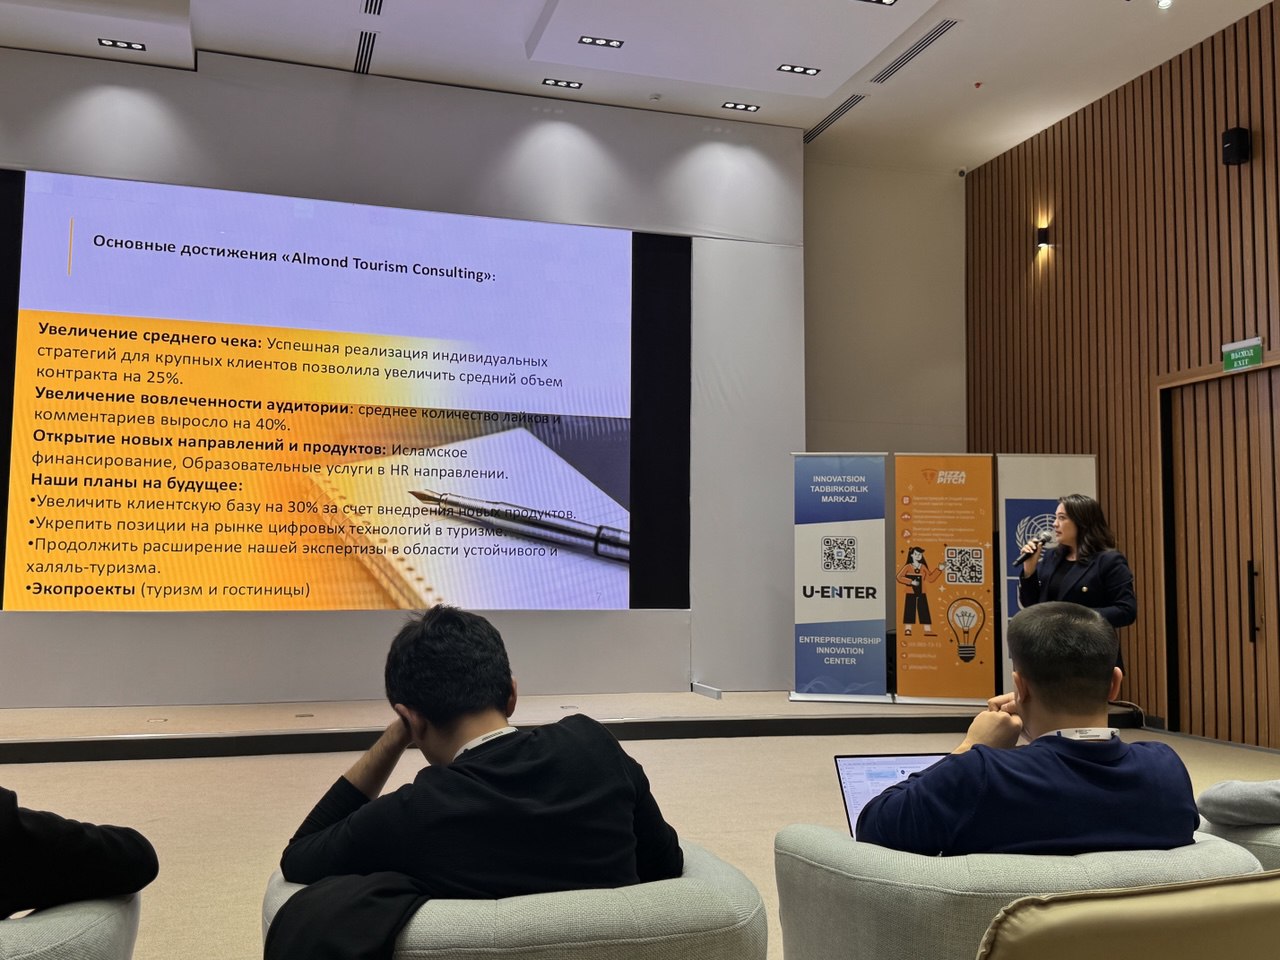 Основные достижения «Almond Tourism Consulting»:
Увеличение среднего чека: Успешная реализация индивидуальных
стратегий для крупных клиентов позволила увеличить средний объем
контракта на 25%.
Увеличение вовлеченности аудитории: среднее количество лайков и
комментариев выросло на 40%.
Открытие новых направлений и продуктов: Исламское
финансирование, Образовательные услуги в HR направлении.
Наши планы на будущее:
•Увеличить клиентскую базу на 30% за счет внедрения новых продуктов.
•Укрепить позиции на рынке цифровых технологий в туризме.
•Продолжить расширение нашей экспертизы в области устойчивого и
халяль-туризма.
•Экопроекты (туризм и гостиницы)
7
INNOVATSION
TADBIRKORLIK
MARKAZI
U-ENTER
ENTREPRENEURSHIP
INNOVATION
CENTER
PIZZA
PITCH
ВЫХОД
EXIT